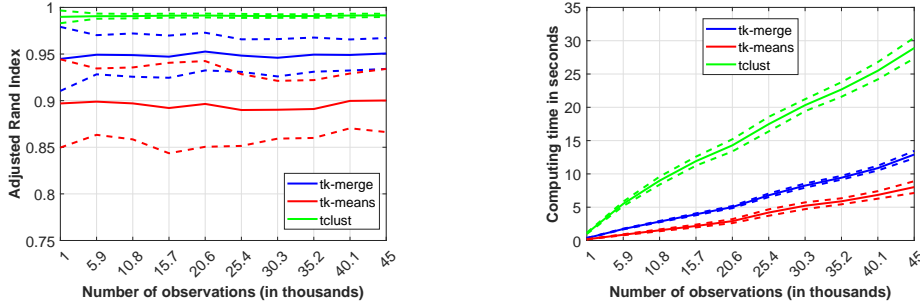 1
0.95
0.9
0.85
0.8
0.75
Adjusted Rand Index
tk-merge
tk-means
tclust
1 5.9 10.8 15.7 20.6 25.4 30.3 35.2 40.1 45
Number of observations (in thousands)
35
30
25
20
15
10
5
0
Computing time in seconds
tk-merge
tk-means
tclust
1 5.9 10.8 15.7 20.6 25.4 30.3 35.2 40.1 45
Number of observations (in thousands)